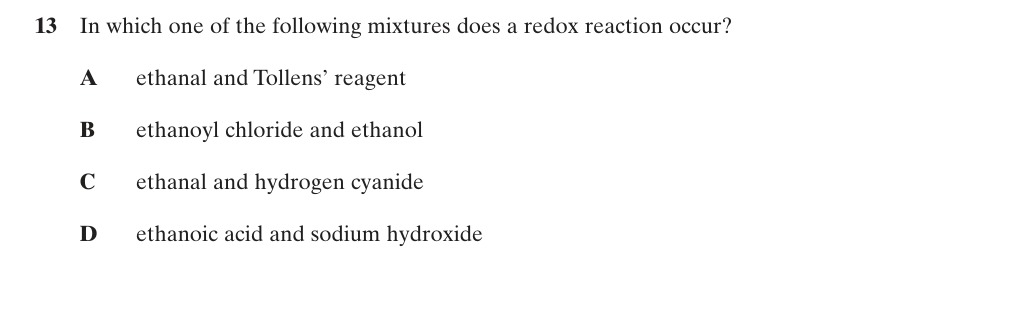 13 In which one of the following mixtures does a redox reaction occur?
A ethanal and Tollens’ reagent
B ethanoyl chloride and ethanol
C ethanal and hydrogen cyanide
D ethanoic acid and sodium hydroxide